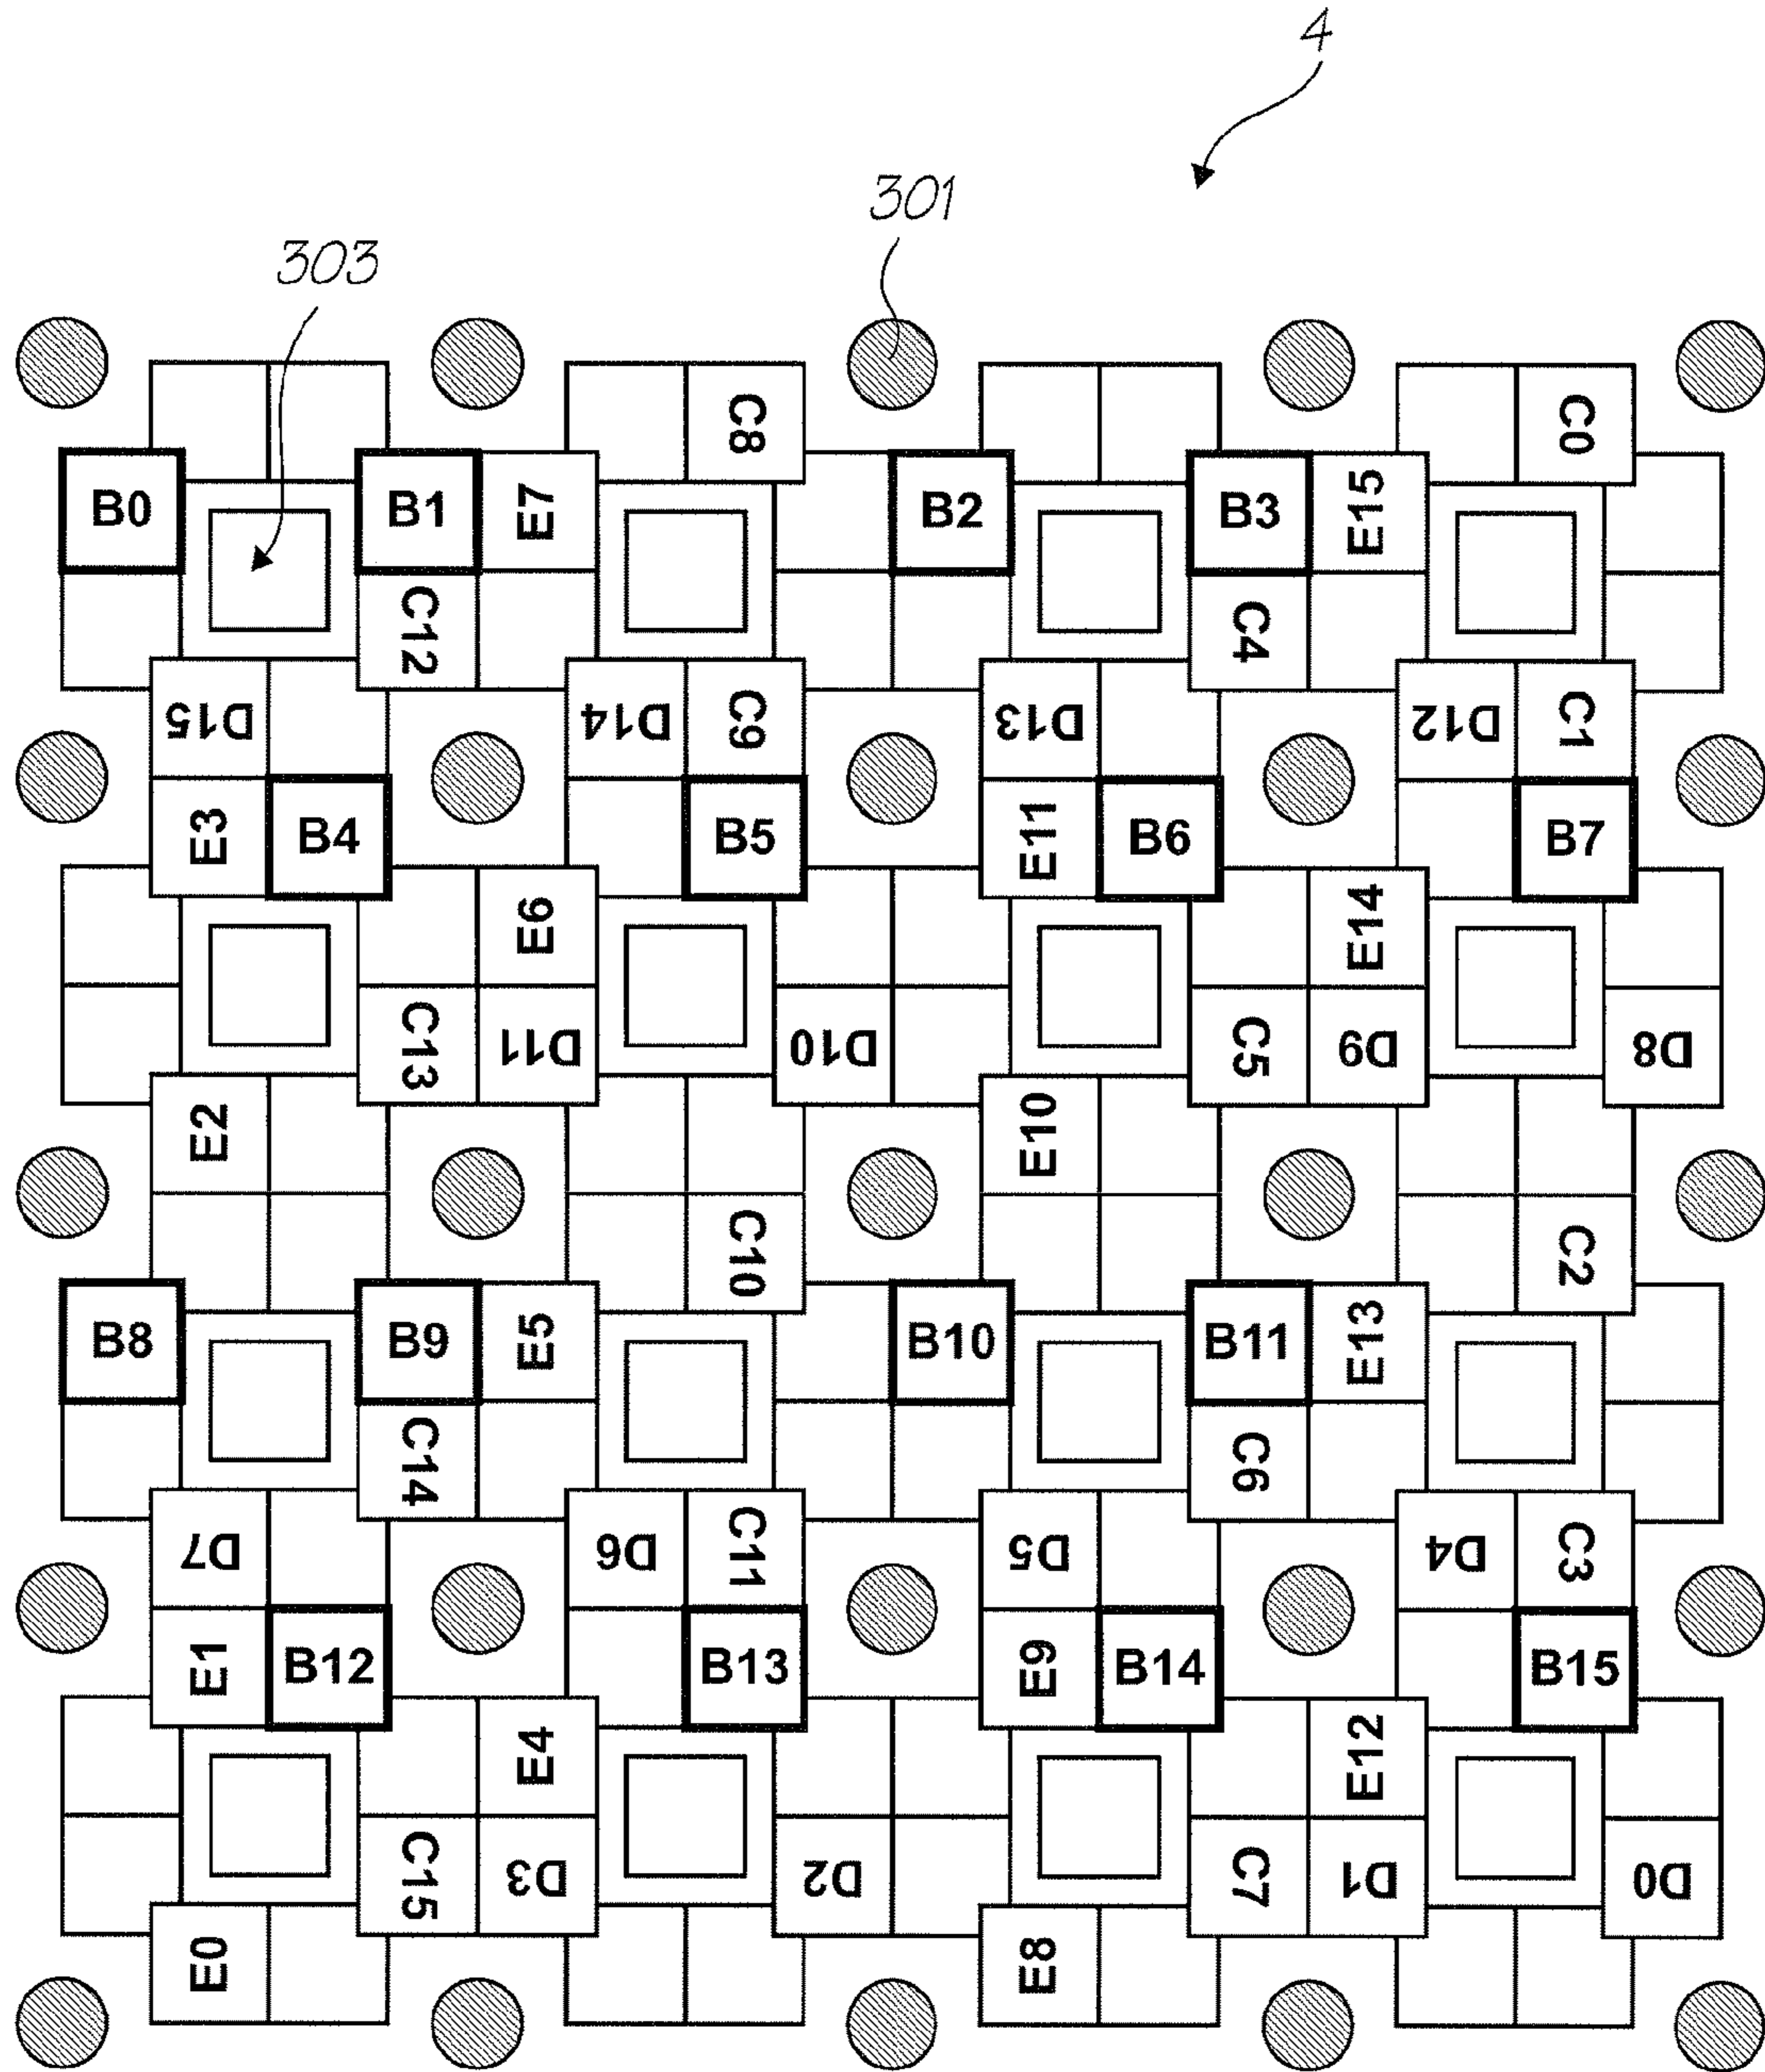 4
301
303
C8 C0
B0 B1 E7 B2 B3 E15
C12 C4
D15 D14 C9 D13 D12 C1
E3 B4 B5 E11 B6 B7
E6 E14
C13 D11 D10 C5 D9 D8
E2 E10
C10 C2
B8 B9 E5 B10 B11 E13
C14 C6
D7 D6 C11 D5 D4 C3
E1 B12 B13 E9 B14 B15
E4 E12
C15 D3 D2 C7 D1 D0
E0 E8